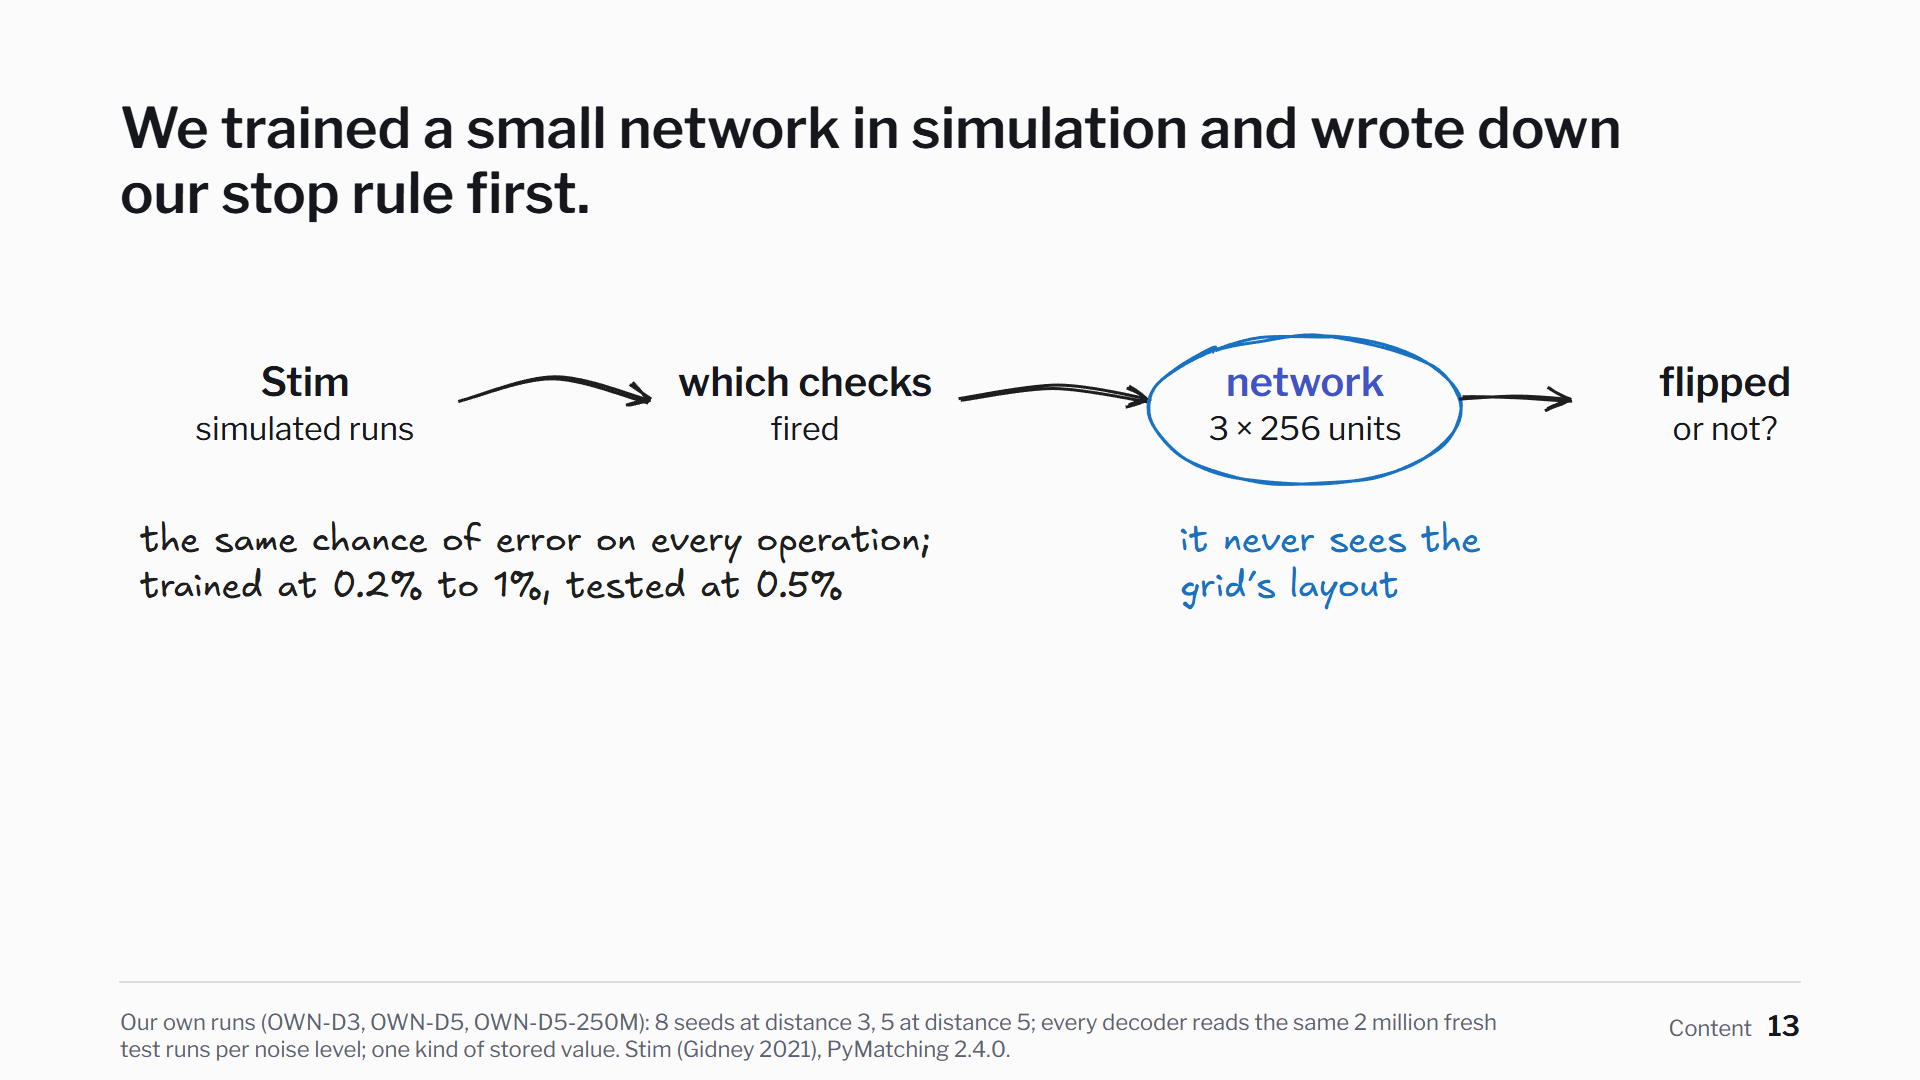 We trained a small network in simulation and wrote down
our stop rule first.
Stim
simulated runs
which checks
fired
network
3 × 256 units
flipped
or not?
the same chance of error on every operation;
trained at 0.2% to 1%, tested at 0.5%
it never sees the
grid's layout
Our own runs (OWN-D3, OWN-D5, OWN-D5-250M): 8 seeds at distance 3, 5 at distance 5; every decoder reads the same 2 million fresh
test runs per noise level; one kind of stored value. Stim (Gidney 2021), PyMatching 2.4.0.
Content 13